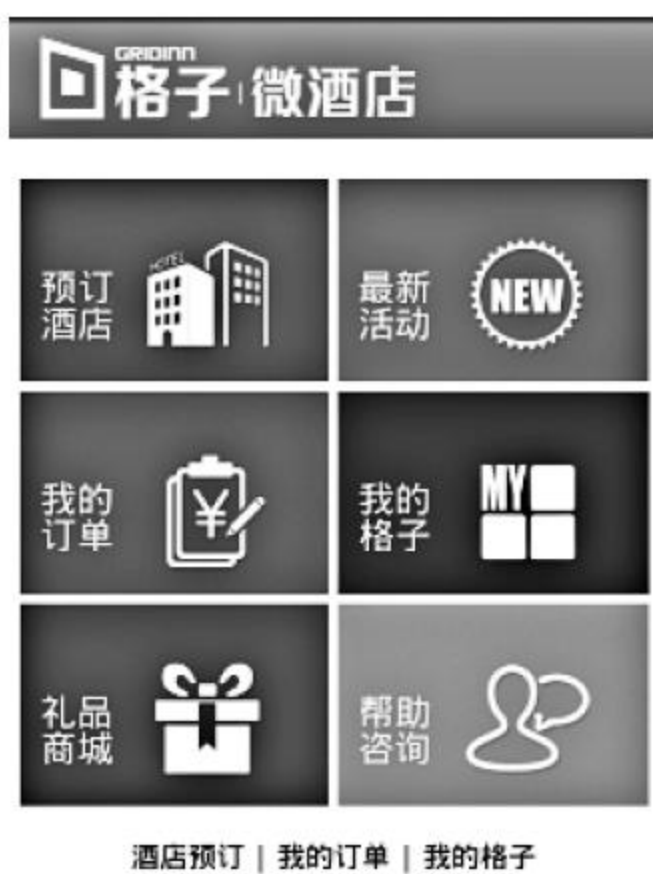 GRIDINN
格子 | 微酒店
预订
酒店
HOTEL
最新
活动
NEW
我的
订单
¥
我的
格子
MY
礼品
商城
帮助
咨询
酒店预订 | 我的订单 | 我的格子